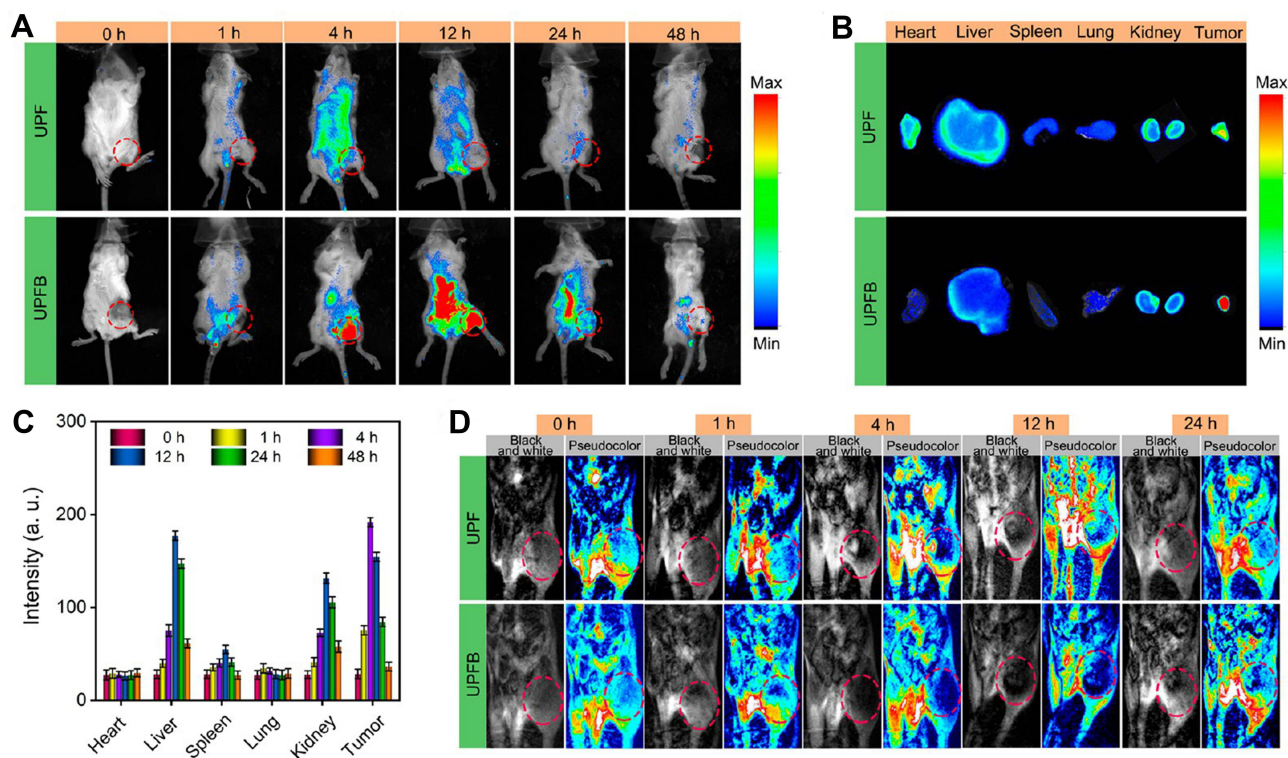 A
0 h 1 h 4 h 12 h 24 h 48 h
UPF
UPFB
Max
Min
B
Heart Liver Spleen Lung Kidney Tumor
UPF
UPFB
Max
Min
C
Intensity (a. u.)
300
200
100
0
0 h 1 h 4 h
12 h 24 h 48 h
Heart Liver Spleen Lung Kidney Tumor
D
0 h 1 h 4 h 12 h 24 h
Black and white Pseudocolor Black and white Pseudocolor Black and white Pseudocolor Black and white Pseudocolor Black and white Pseudocolor
UPF
UPFB